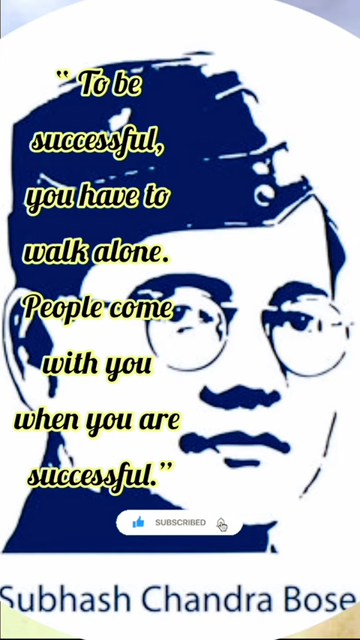 “ To be
successful,
you have to
walk alone.
People come
with you
when you are
successful.”
SUBSCRIBED
Subhash Chandra Bose